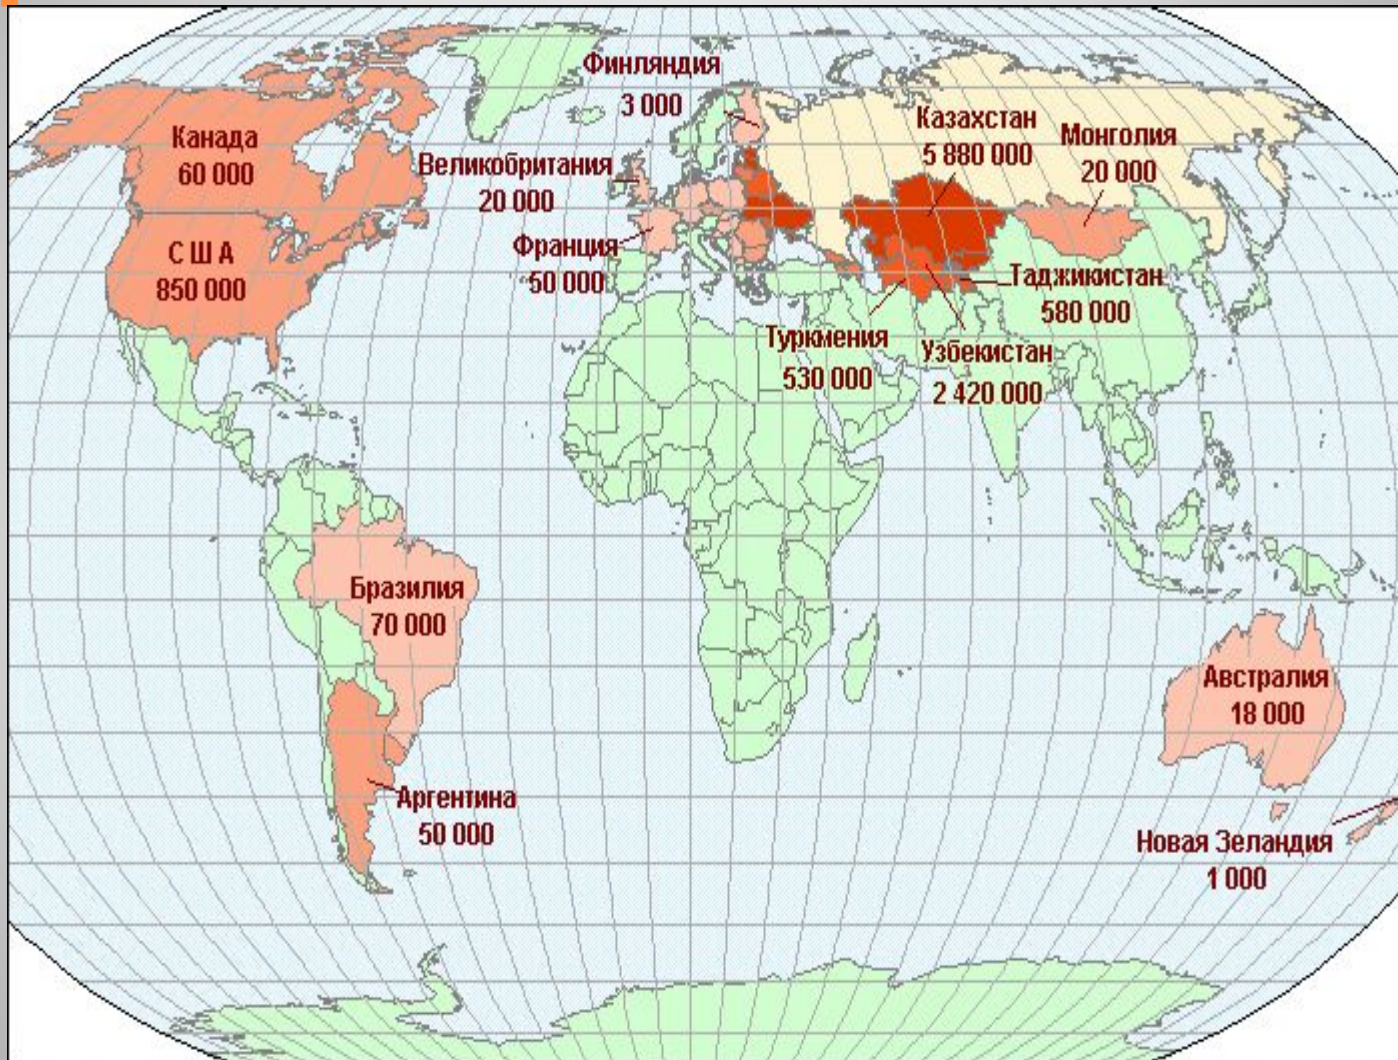 Финляндия
3 000
Казахстан
5 880 000
Монголия
20 000
Канада
60 000
Великобритания
20 000
С Ш А
850 000
Франция
50 000
Таджикистан
580 000
Туркмения
530 000
Узбекистан
2 420 000
Бразилия
70 000
Австралия
18 000
Аргентина
50 000
Новая Зеландия
1 000